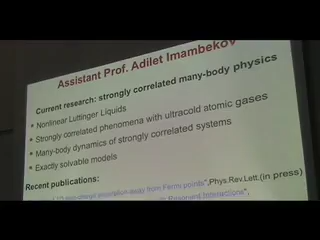 Assistant Prof. Adilet Imambekov
Current research: strongly correlated many-body physics
Nonlinear Luttinger Liquids
Strongly correlated phenomena with ultracold atomic gases
Many-body dynamics of strongly correlated systems
Exactly solvable models
Recent publications:
away from Fermi points",Phys.Rev.Lett.(in press)
Resonant Interactions",